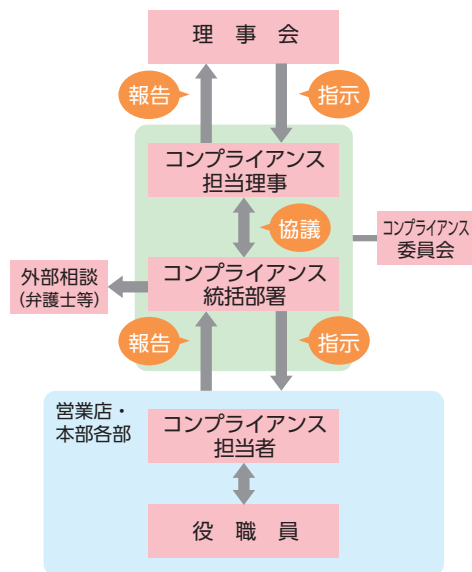 理事会
報告
指示
コンプライアンス
担当理事
協議
コンプライアンス
委員会
外部相談
(弁護士等)
コンプライアンス
統括部署
報告
指示
営業店・
本部各部
コンプライアンス
担当者
役職員